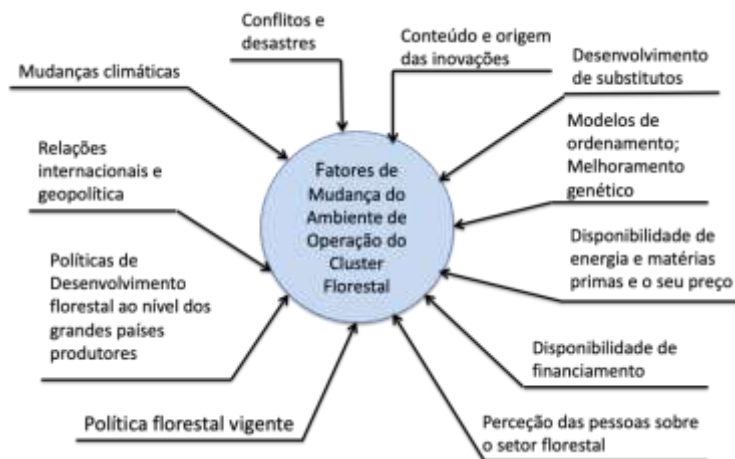 Conflitos e
desastres
Conteúdo e origem
das inovações
Desenvolvimento
de substitutos
Mudanças climáticas
Modelos de
ordenamento;
Melhoramento
genético
Relações
internacionais e
geopolítica
Fatores de
Mudança do
Ambiente de
Operação do
Cluster
Florestal
Disponibilidade de
energia e matérias
primas e o seu preço
Políticas de
Desenvolvimento
florestal ao nível dos
grandes países
produtores
Disponibilidade de
financiamento
Política florestal vigente
Perceção das pessoas sobre
o setor florestal